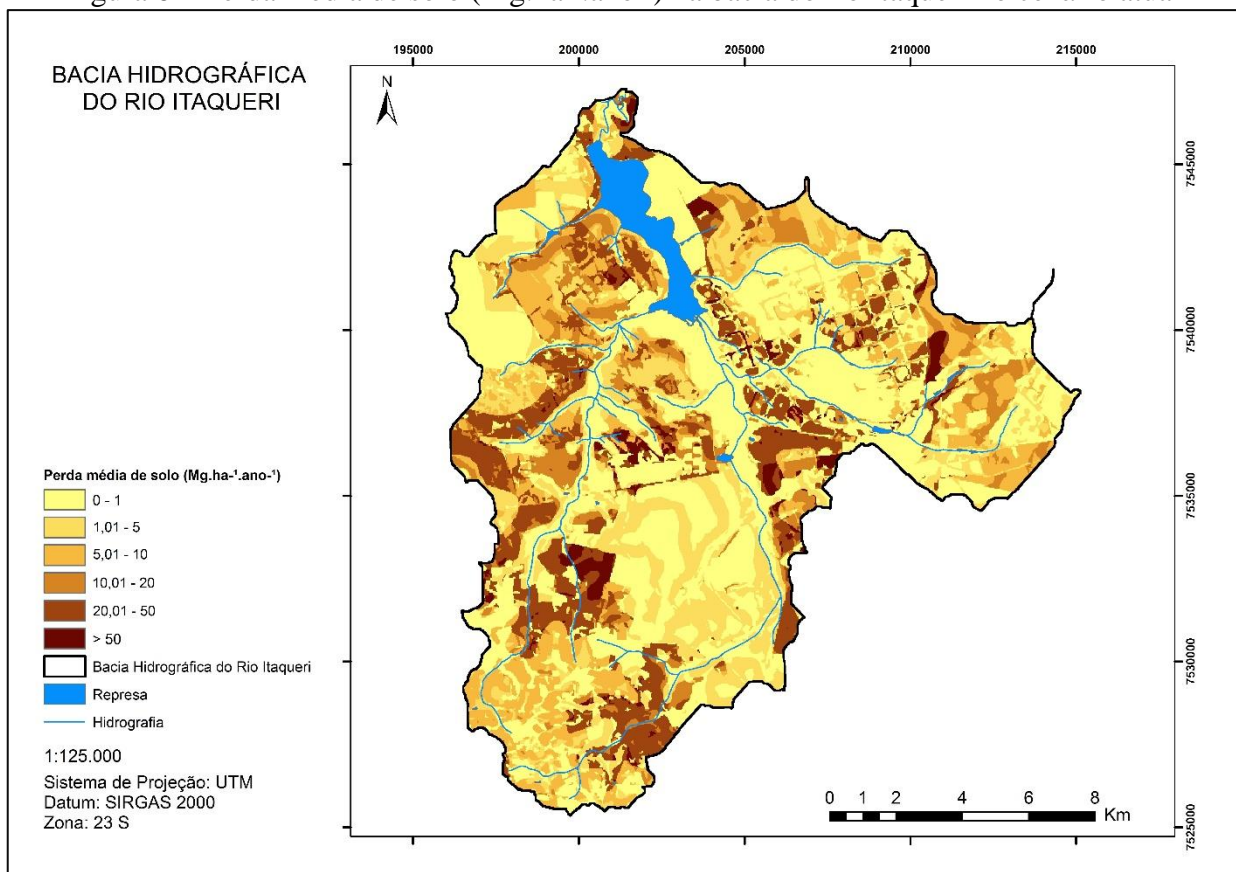 BACIA HIDROGRÁFICA
DO RIO ITAQUERI
195000
200000
205000
210000
215000
N
7545000
7540000
7535000
7530000
7525000
Perda média de solo (Mg.ha-¹.ano-¹)
0 - 1
1,01 - 5
5,01 - 10
10,01 - 20
20,01 - 50
> 50
Bacia Hidrográfica do Rio Itaqueri
Represa
Hidrografia
1:125.000
Sistema de Projeção: UTM
Datum: SIRGAS 2000
Zona: 23 S
0 1 2 4 6 8
Km